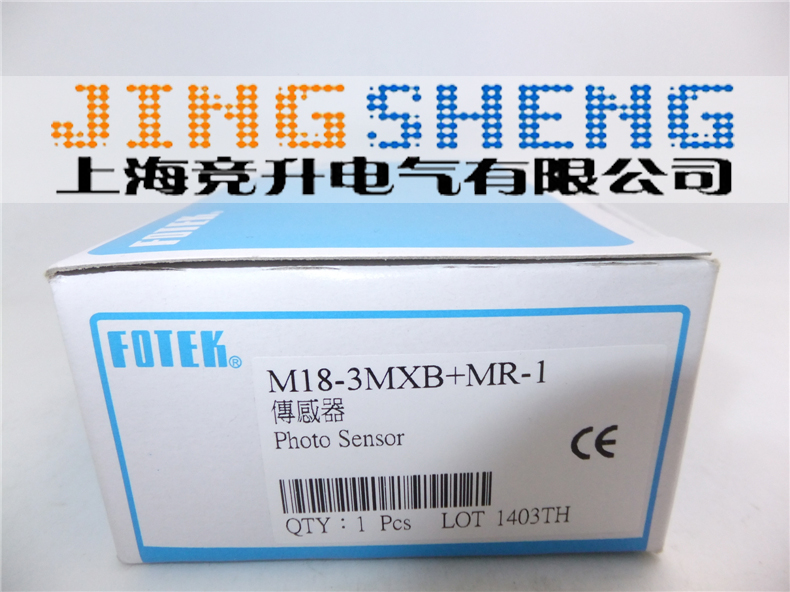 JINGSHENG
上海竞升电气有限公司
FOTEK
FOTEK®
M18-3MXB+MR-1
傳感器
Photo Sensor
CE
QTY：1 Pcs LOT 1403TH